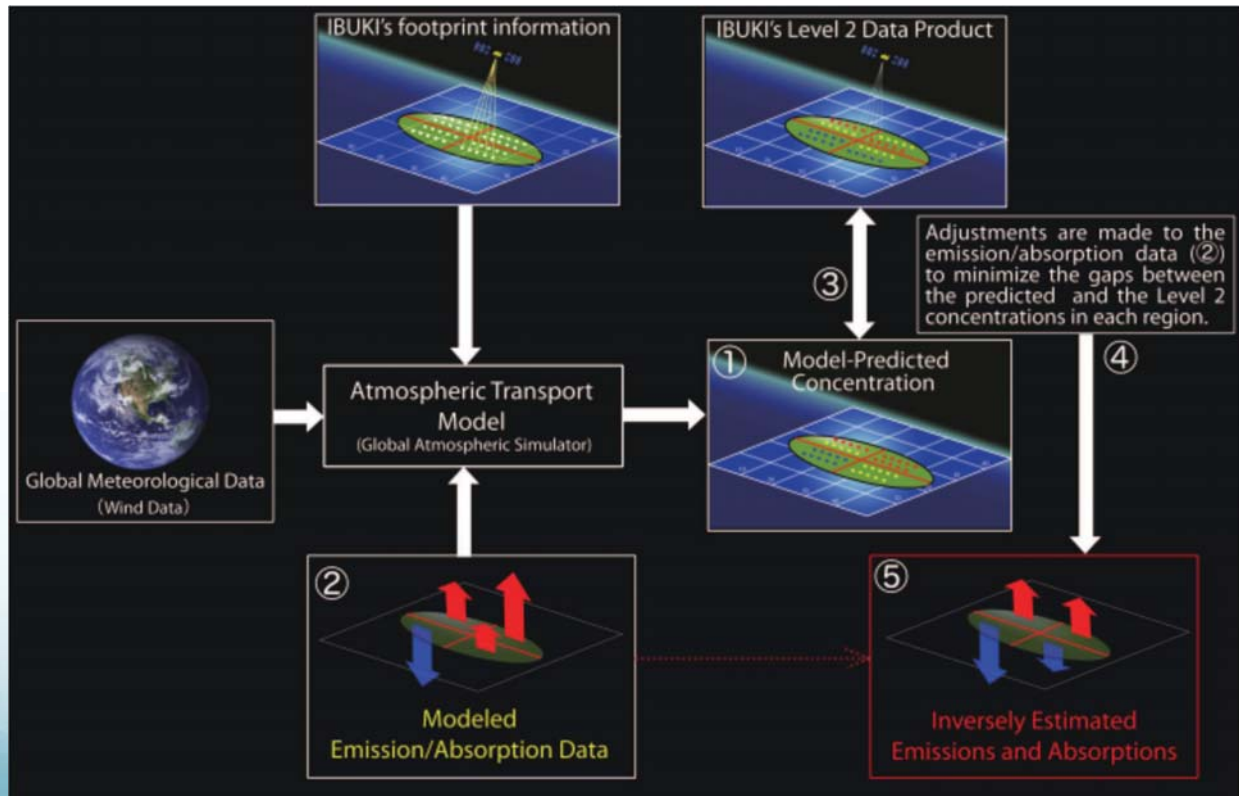 IBUKI's footprint information
IBUKI's Level 2 Data Product
Adjustments are made to the
emission/absorption data (②)
to minimize the gaps between
the predicted and the Level 2
concentrations in each region.
③
④
①
Model-Predicted
Concentration
Atmospheric Transport
Model
(Global Atmospheric Simulator)
Global Meteorological Data
(Wind Data)
②
Modeled
Emission/Absorption Data
⑤
Inversely Estimated
Emissions and Absorptions